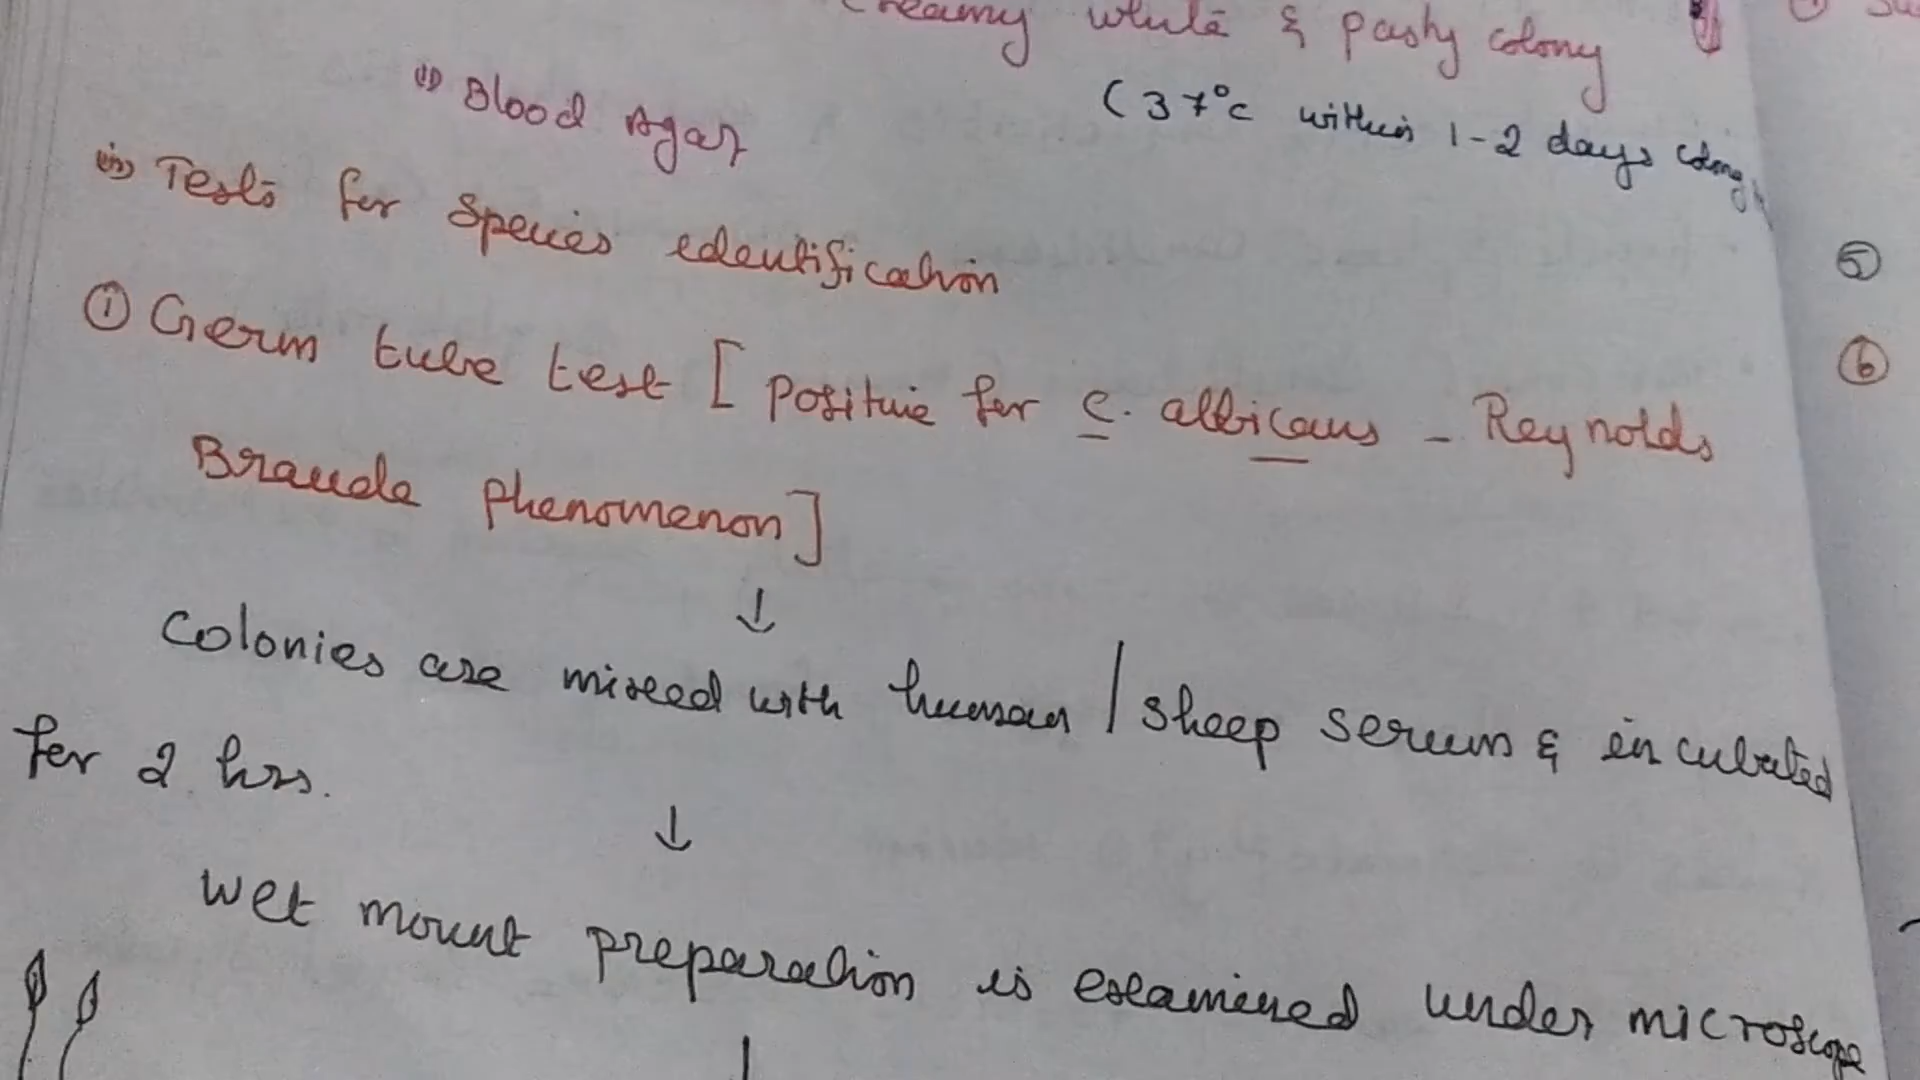 creamy white & pasty colony
(37°c within 1-2 days colony
ii) Blood Agar
iii) Tests for Species identification
① Germ tube test [ Positive for C. albicans - Reynolds
Braude Phenomenon]
↓
Colonies are mixed with human / sheep serum & incubated
for 2 hrs.
↓
wet mount preparation is examined under microscope
↓
⑤
⑥